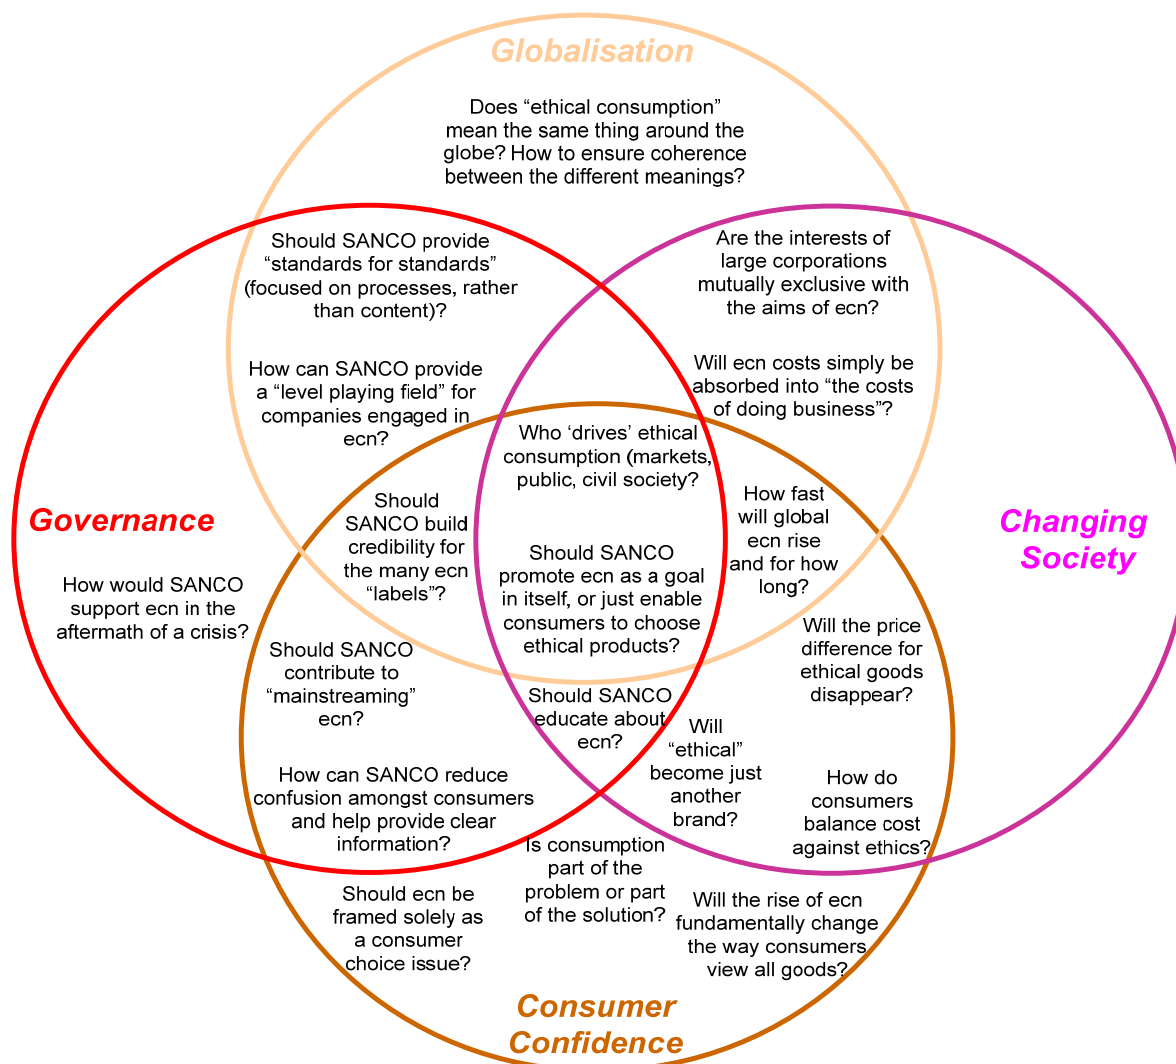 Globalisation
Does “ethical consumption”
mean the same thing around the
globe? How to ensure coherence
between the different meanings?
Should SANCO provide
“standards for standards”
(focused on processes, rather
than content)?
Are the interests of
large corporations
mutually exclusive with
the aims of ecn?
How can SANCO provide
a “level playing field” for
companies engaged in
ecn?
Will ecn costs simply be
absorbed into “the costs
of doing business”?
Who ‘drives’ ethical
consumption (markets,
public, civil society?
Governance
Should
SANCO build
credibility for
the many ecn
“labels”?
How fast
will global
ecn rise
and for how
long?
Changing
Society
Should SANCO
promote ecn as a goal
in itself, or just enable
consumers to choose
ethical products?
How would SANCO
support ecn in the
aftermath of a crisis?
Will the price
difference for
ethical goods
disappear?
Should SANCO
contribute to
“mainstreaming”
ecn?
Should SANCO
educate about
ecn?
Will
“ethical”
become just
another
brand?
How can SANCO reduce
confusion amongst consumers
and help provide clear
information?
How do
consumers
balance cost
against ethics?
Is consumption
part of the
problem or part
of the solution?
Should ecn be
framed solely as
a consumer
choice issue?
Will the rise of ecn
fundamentally change
the way consumers
view all goods?
Consumer
Confidence